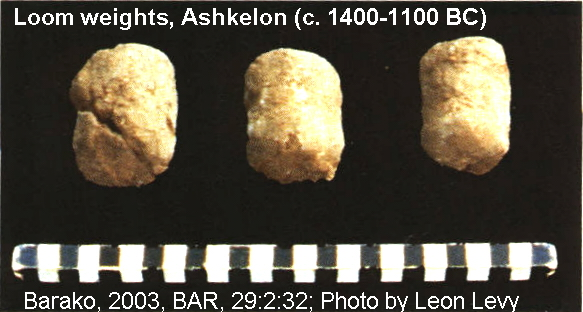 Loom weights, Ashkelon (c. 1400-1100 BC)
Barako, 2003, BAR, 29:2:32; Photo by Leon Levy